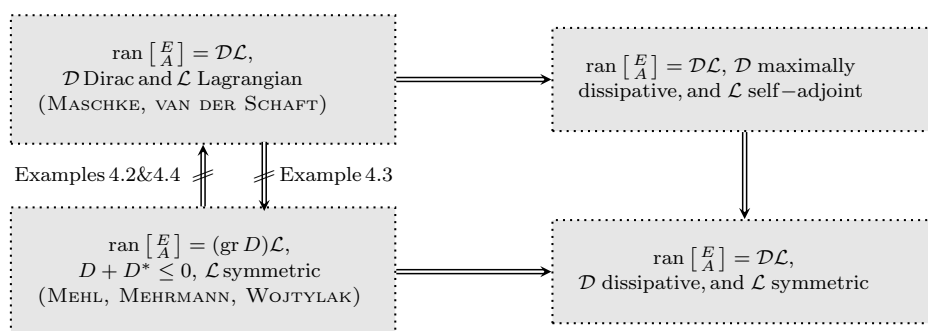 ran [E A] = 𝒟ℒ,
𝒟 Dirac and ℒ Lagrangian
(MASCHKE, VAN DER SCHAFT)
ran [E A] = 𝒟ℒ, 𝒟 maximally
dissipative, and ℒ self−adjoint
Examples 4.2&4.4
Example 4.3
ran [E A] = (gr D)ℒ,
D + D* ≤ 0, ℒ symmetric
(MEHL, MEHRMANN, WOJTYLAK)
ran [E A] = 𝒟ℒ,
𝒟 dissipative, and ℒ symmetric